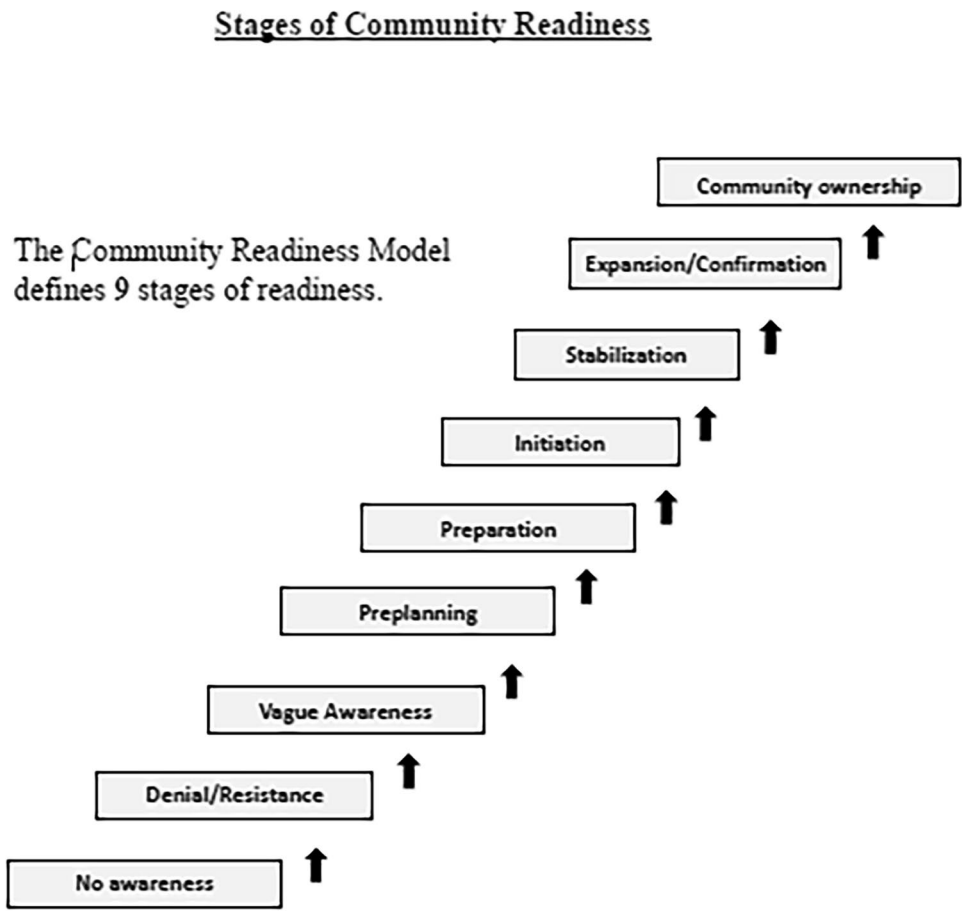 Stages of Community Readiness
Community ownership
The Community Readiness Model
defines 9 stages of readiness.
Expansion/Confirmation
Stabilization
Initiation
Preparation
Preplanning
Vague Awareness
Denial/Resistance
No awareness